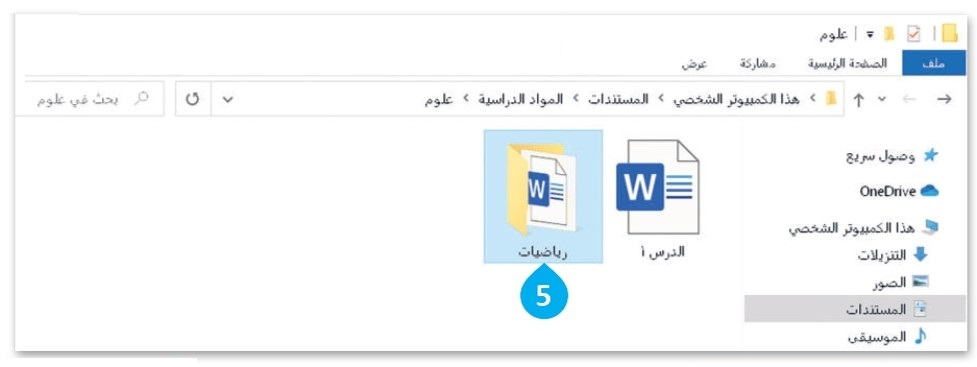 علوم
ملف الصفحة الرئيسية مشاركة عرض
هذا الكمبيوتر الشخصي > المستندات > المواد الدراسية > علوم
بحث في علوم
وصول سريع
OneDrive
هذا الكمبيوتر الشخصي
التنزيلات
الصور
المستندات
الموسيقى
W
الدرس 1
W
رياضيات
5